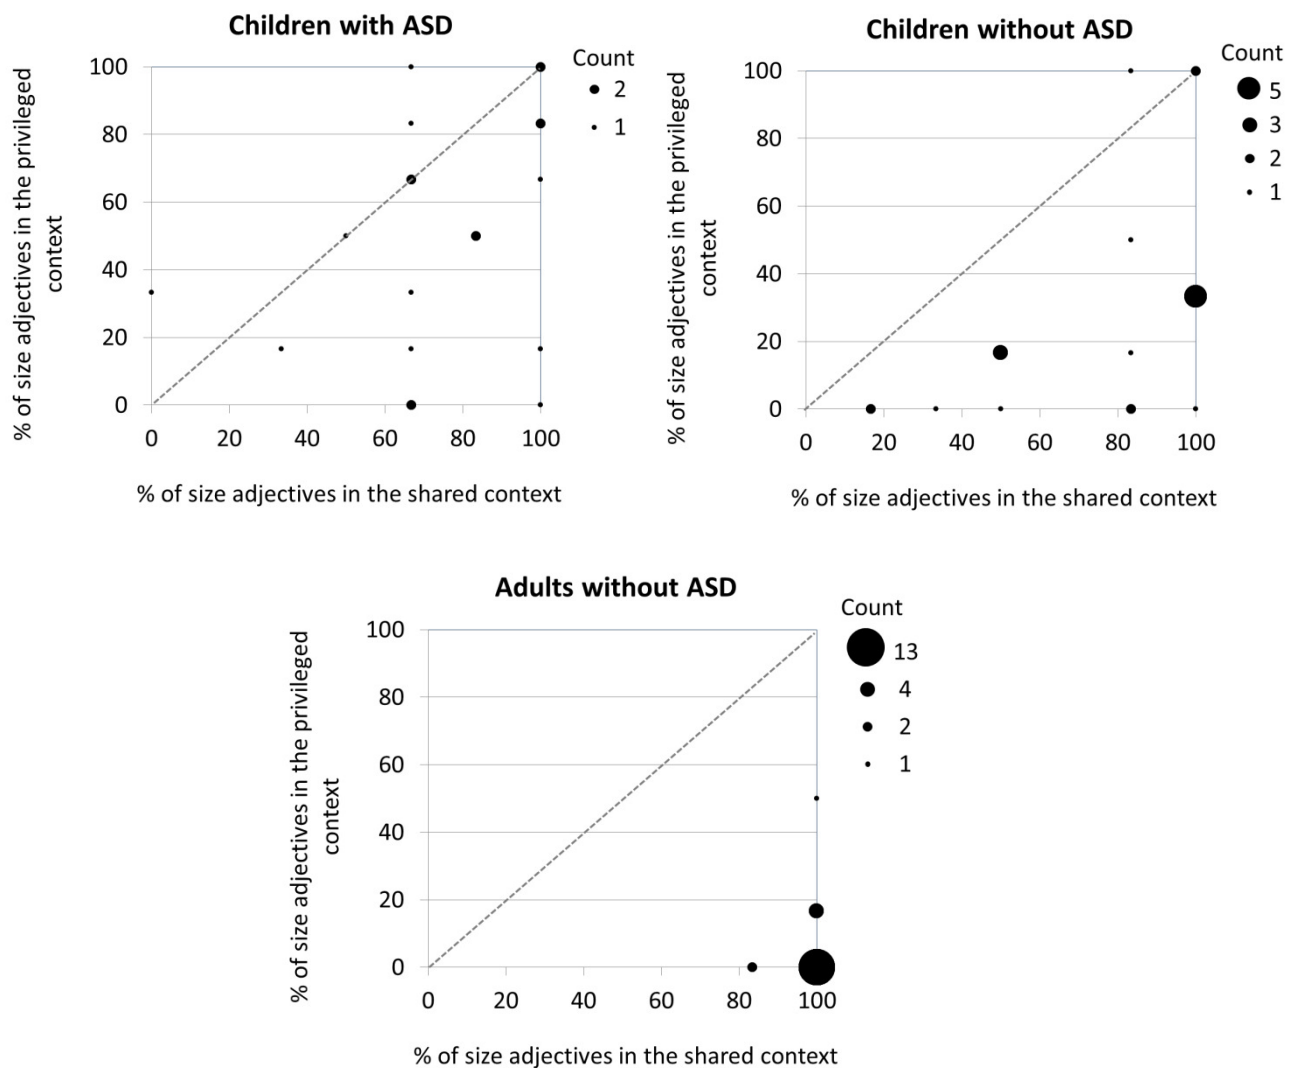 Children with ASD
% of size adjectives in the privileged
context
100
80
60
40
20
0
0 20 40 60 80 100
% of size adjectives in the shared context
Count
2
1
Children without ASD
% of size adjectives in the privileged
context
100
80
60
40
20
0
0 20 40 60 80 100
% of size adjectives in the shared context
Count
5
3
2
1
Adults without ASD
% of size adjectives in the privileged
context
100
80
60
40
20
0
0 20 40 60 80 100
% of size adjectives in the shared context
Count
13
4
2
1